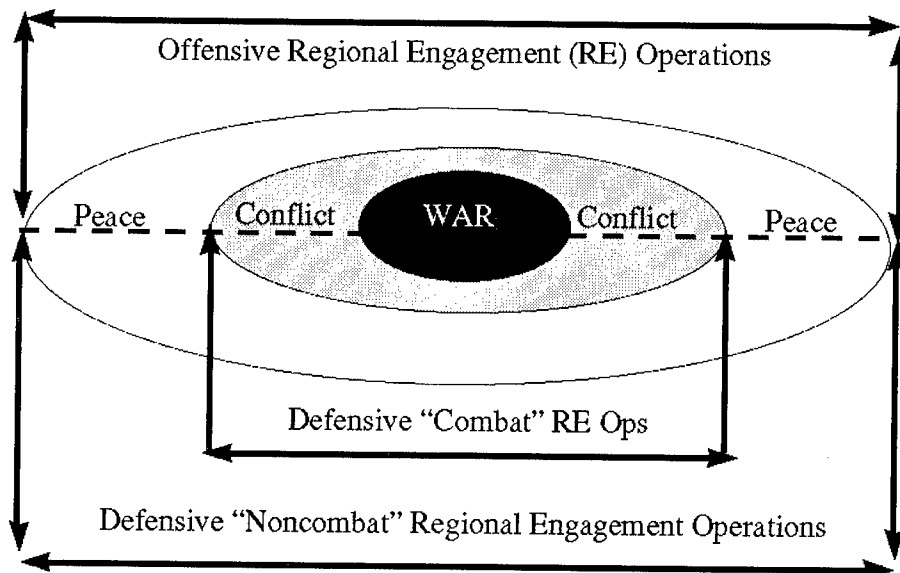 Offensive Regional Engagement (RE) Operations
Peace Conflict WAR Conflict Peace
Defensive “Combat” RE Ops
Defensive “Noncombat” Regional Engagement Operations